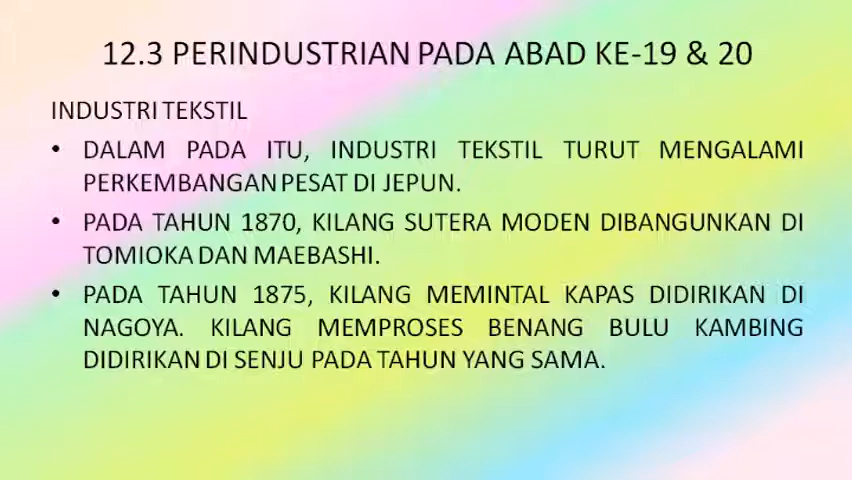 12.3 PERINDUSTRIAN PADA ABAD KE-19 & 20
INDUSTRI TEKSTIL
• DALAM PADA ITU, INDUSTRI TEKSTIL TURUT MENGALAMI
PERKEMBANGAN PESAT DI JEPUN.
• PADA TAHUN 1870, KILANG SUTERA MODEN DIBANGUNKAN DI
TOMIOKA DAN MAEBASHI.
• PADA TAHUN 1875, KILANG MEMINTAL KAPAS DIDIRIKAN DI
NAGOYA. KILANG MEMPROSES BENANG BULU KAMBING
DIDIRIKAN DI SENJU PADA TAHUN YANG SAMA.